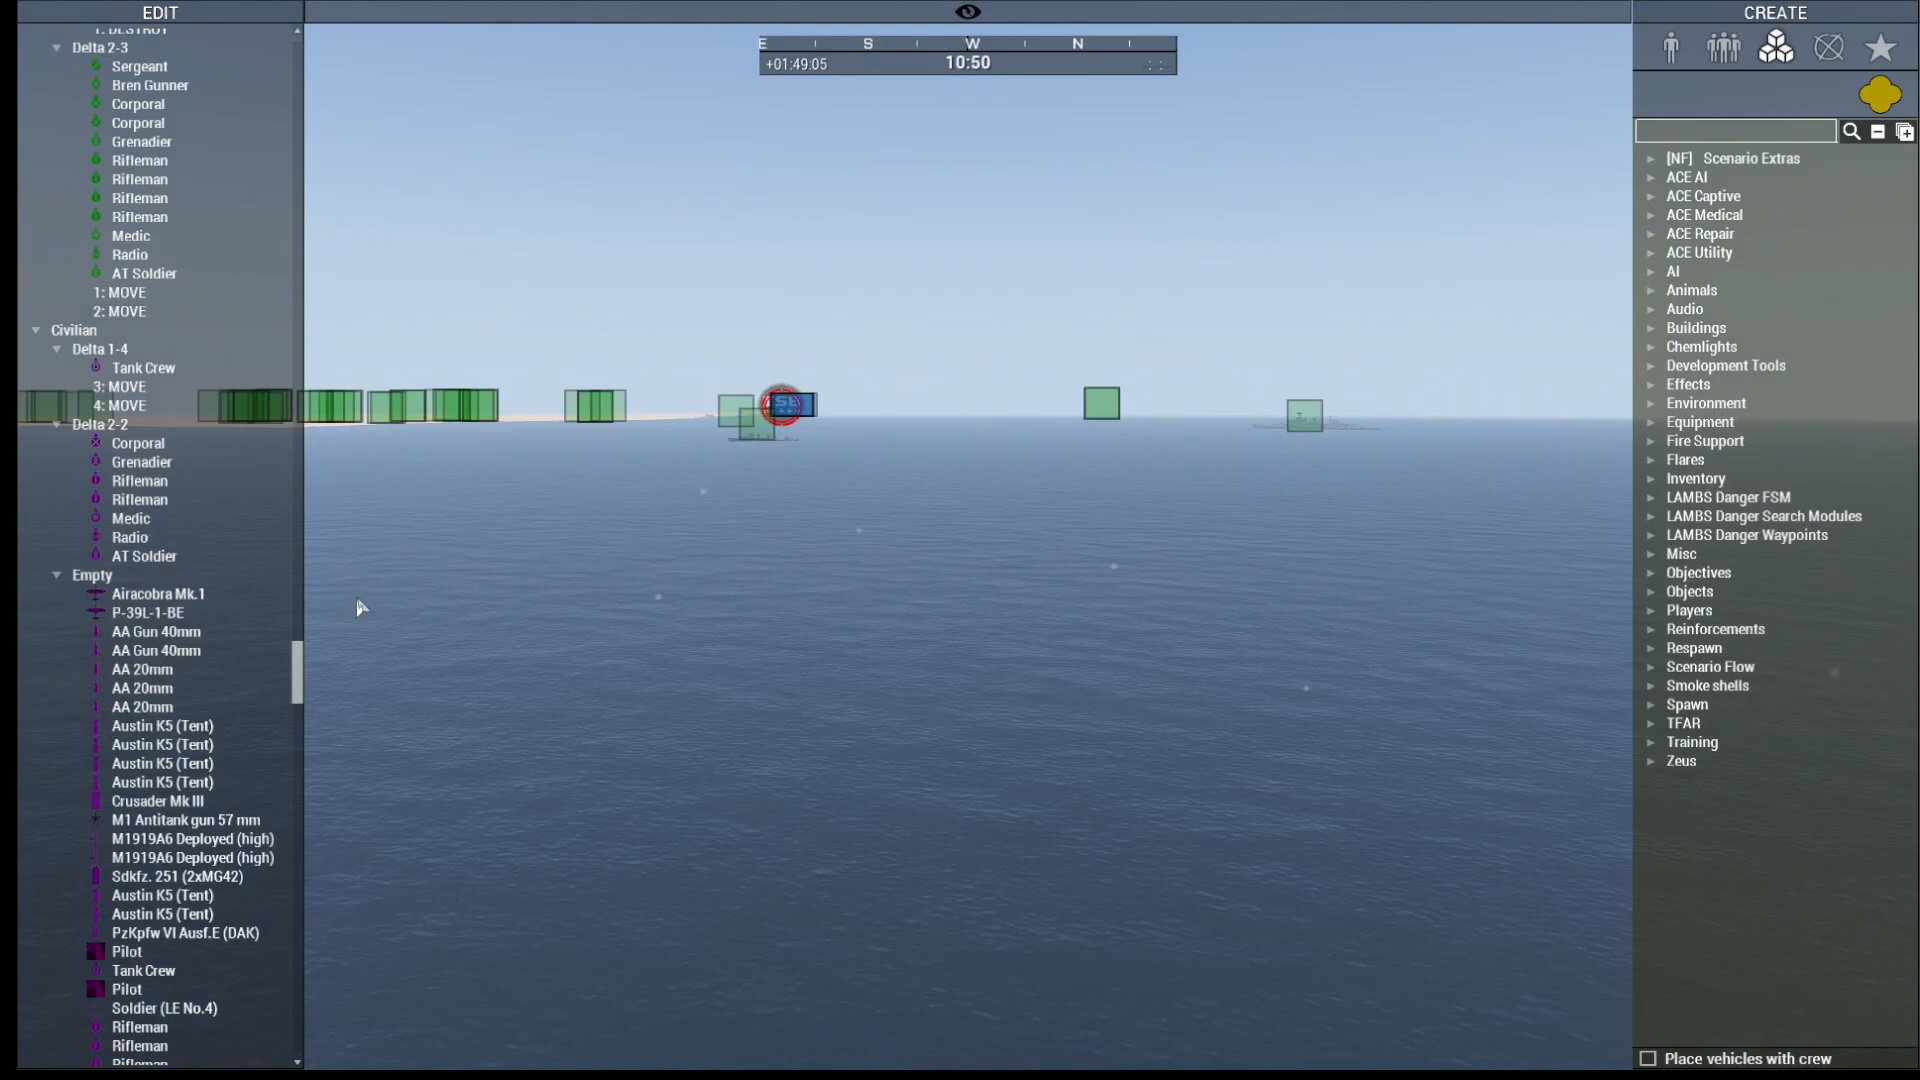 EDIT
1: DESTROY
Delta 2-3
Sergeant
Bren Gunner
Corporal
Corporal
Grenadier
Rifleman
Rifleman
Rifleman
Rifleman
Medic
Radio
AT Soldier
1: MOVE
2: MOVE
Civilian
Delta 1-4
Tank Crew
3: MOVE
4: MOVE
Delta 2-2
Corporal
Grenadier
Rifleman
Rifleman
Medic
Radio
AT Soldier
Empty
Airacobra Mk.1
P-39L-1-BE
AA Gun 40mm
AA Gun 40mm
AA 20mm
AA 20mm
AA 20mm
Austin K5 (Tent)
Austin K5 (Tent)
Austin K5 (Tent)
Austin K5 (Tent)
Crusader Mk III
M1 Antitank gun 57 mm
M1919A6 Deployed (high)
M1919A6 Deployed (high)
Sdkfz. 251 (2xMG42)
Austin K5 (Tent)
Austin K5 (Tent)
PzKpfw VI Ausf.E (DAK)
Pilot
Tank Crew
Pilot
Soldier (LE No.4)
Rifleman
Rifleman
Rifleman
E S W N
+01:49:05 10:50 : :
CREATE
[NF] Scenario Extras
ACE AI
ACE Captive
ACE Medical
ACE Repair
ACE Utility
AI
Animals
Audio
Buildings
Chemlights
Development Tools
Effects
Environment
Equipment
Fire Support
Flares
Inventory
LAMBS Danger FSM
LAMBS Danger Search Modules
LAMBS Danger Waypoints
Misc
Objectives
Objects
Players
Reinforcements
Respawn
Scenario Flow
Smoke shells
Spawn
TFAR
Training
Zeus
Place vehicles with crew